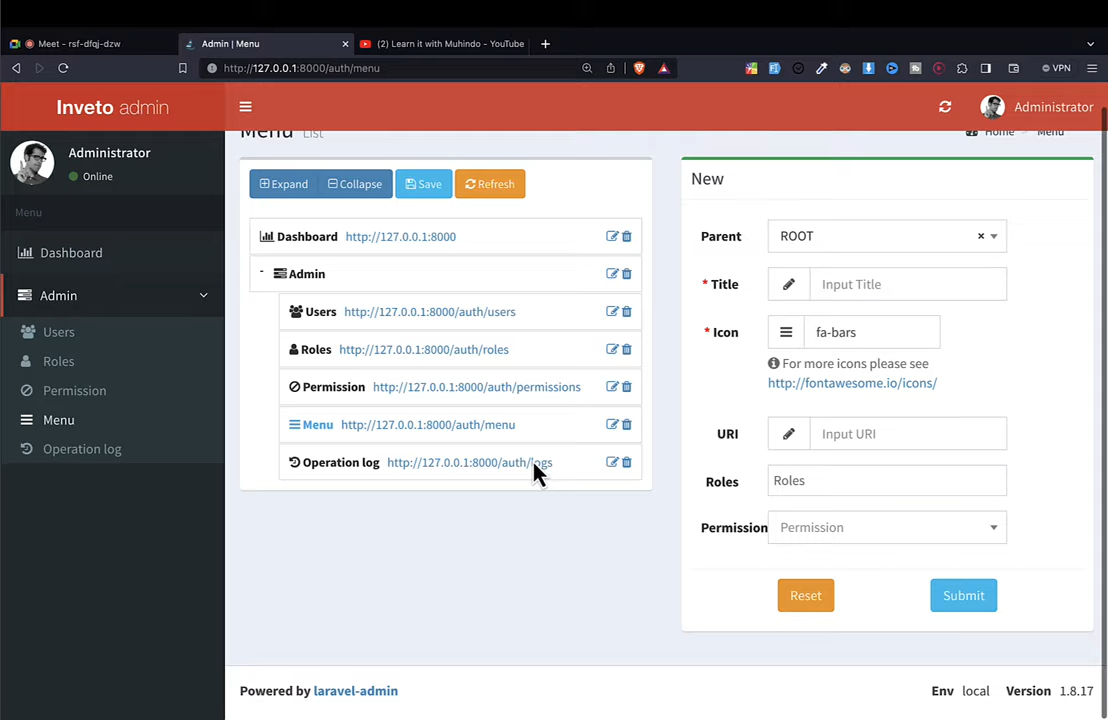 Meet - rsf-dfqj-dzw
Admin | Menu
(2) Learn it with Muhindo - YouTube
http://127.0.0.1:8000/auth/menu
VPN
Inveto admin
Administrator
Administrator
Online
Menu
Dashboard
Admin
Users
Roles
Permission
Menu
Operation log
Menu List
Home
Menu
Expand
Collapse
Save
Refresh
Dashboard http://127.0.0.1:8000
- Admin
Users http://127.0.0.1:8000/auth/users
Roles http://127.0.0.1:8000/auth/roles
Permission http://127.0.0.1:8000/auth/permissions
Menu http://127.0.0.1:8000/auth/menu
Operation log http://127.0.0.1:8000/auth/logs
New
Parent ROOT ×
* Title Input Title
* Icon fa-bars
For more icons please see
http://fontawesome.io/icons/
URI Input URI
Roles Roles
Permission Permission
Reset
Submit
Powered by laravel-admin
Env local Version 1.8.17